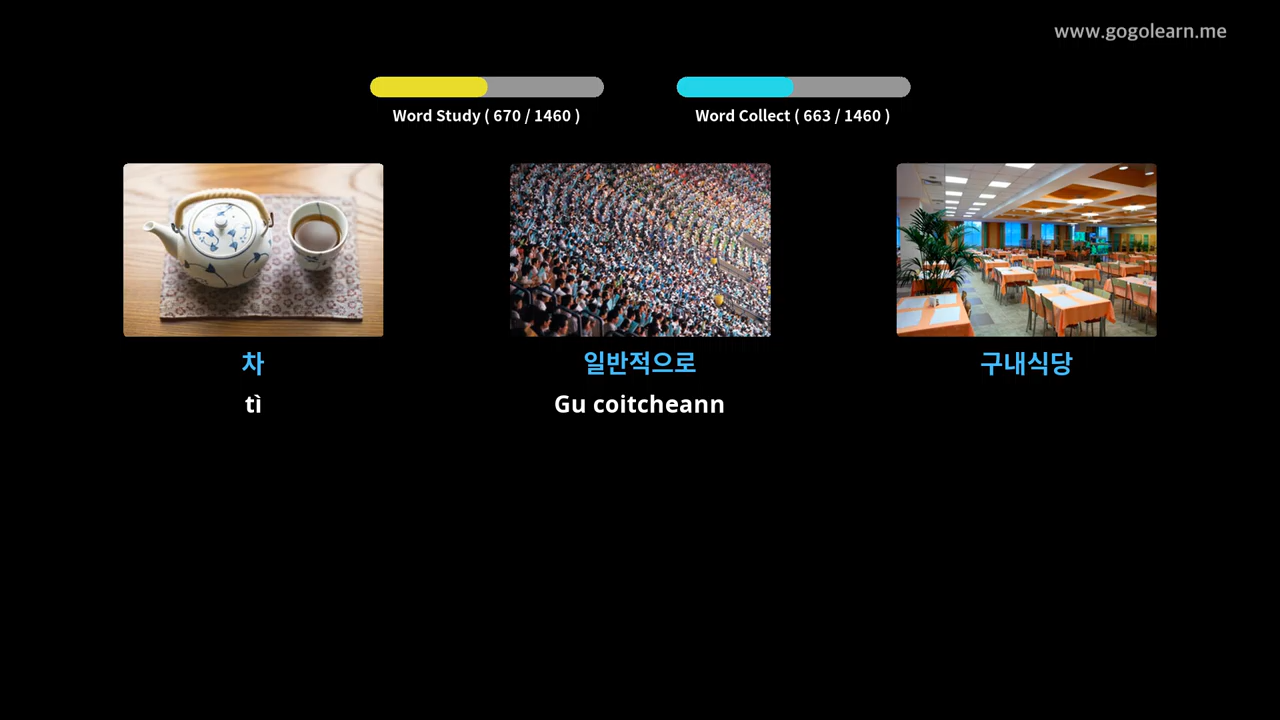 www.gogolearn.me
Word Study ( 670 / 1460 )
Word Collect ( 663 / 1460 )
차
tì
일반적으로
Gu coitcheann
구내식당